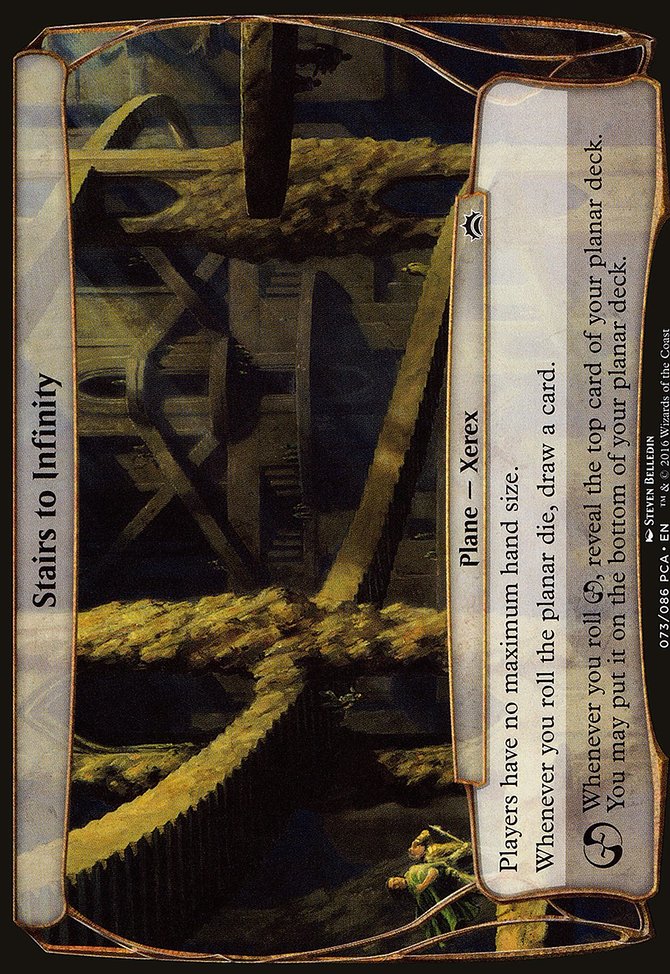 Stairs to Infinity
Plane — Xerex
Players have no maximum hand size.
Whenever you roll the planar die, draw a card.
Whenever you roll , reveal the top card of your planar deck.
You may put it on the bottom of your planar deck.
STEVEN BELLEDIN
073/086 PCA • EN ™ & © 2016 Wizards of the Coast